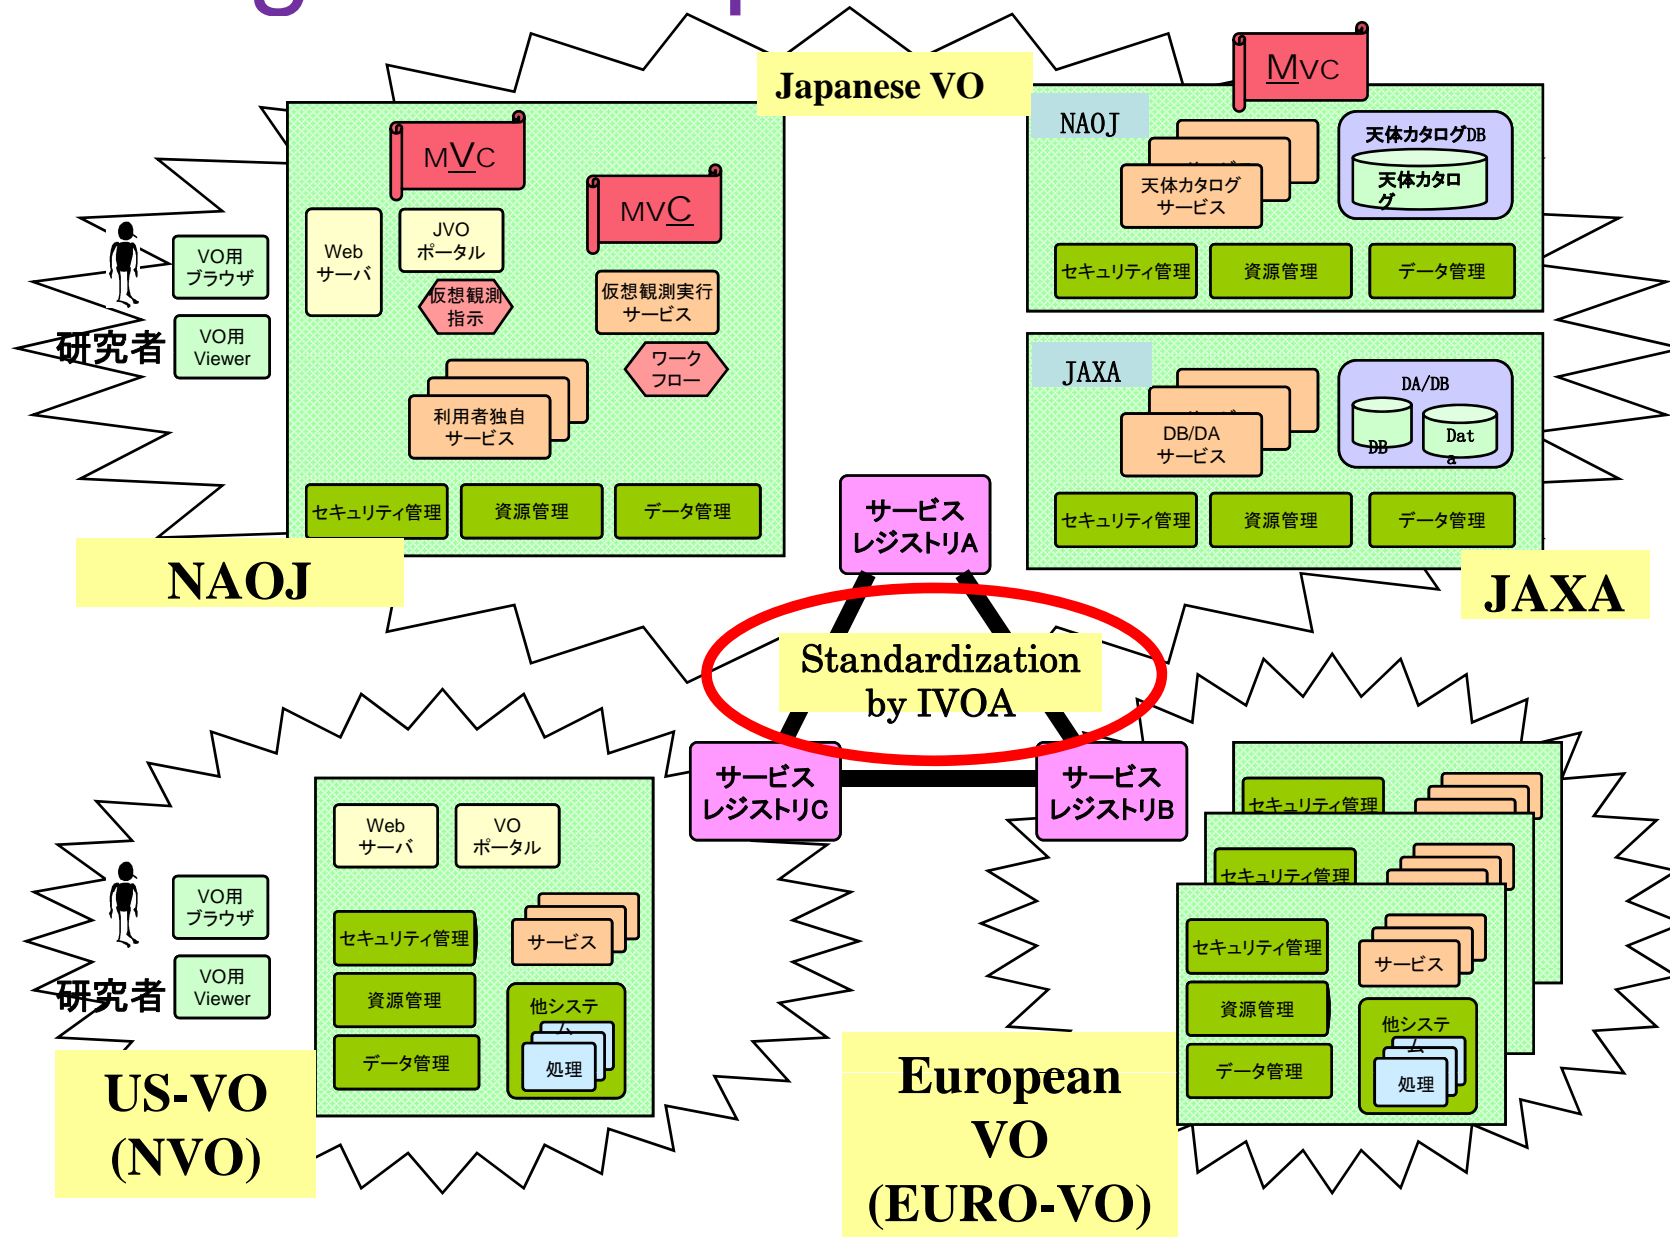 Japanese VO
MVC
NAOJ
天体カタログDB
天体カタロ
グ
天体カタログ
サービス
セキュリティ管理
資源管理
データ管理
MVC
MVC
Web
サーバ
JVO
ポータル
仮想観測
指示
仮想観測実行
サービス
ワーク
フロー
利用者独自
サービス
セキュリティ管理
資源管理
データ管理
VO用
ブラウザ
研究者
VO用
Viewer
NAOJ
JAXA
DA/DB
DB
Dat
a
DB/DA
サービス
セキュリティ管理
資源管理
データ管理
JAXA
サービス
レジストリA
Standardization
by IVOA
サービス
レジストリC
サービス
レジストリB
Web
サーバ
VO
ポータル
セキュリティ管理
サービス
資源管理
他システ
ム
処理
データ管理
VO用
ブラウザ
研究者
VO用
Viewer
US-VO
(NVO)
セキュリティ管理
セキュリティ管理
セキュリティ管理
サービス
資源管理
他システ
ム
処理
データ管理
European
VO
(EURO-VO)